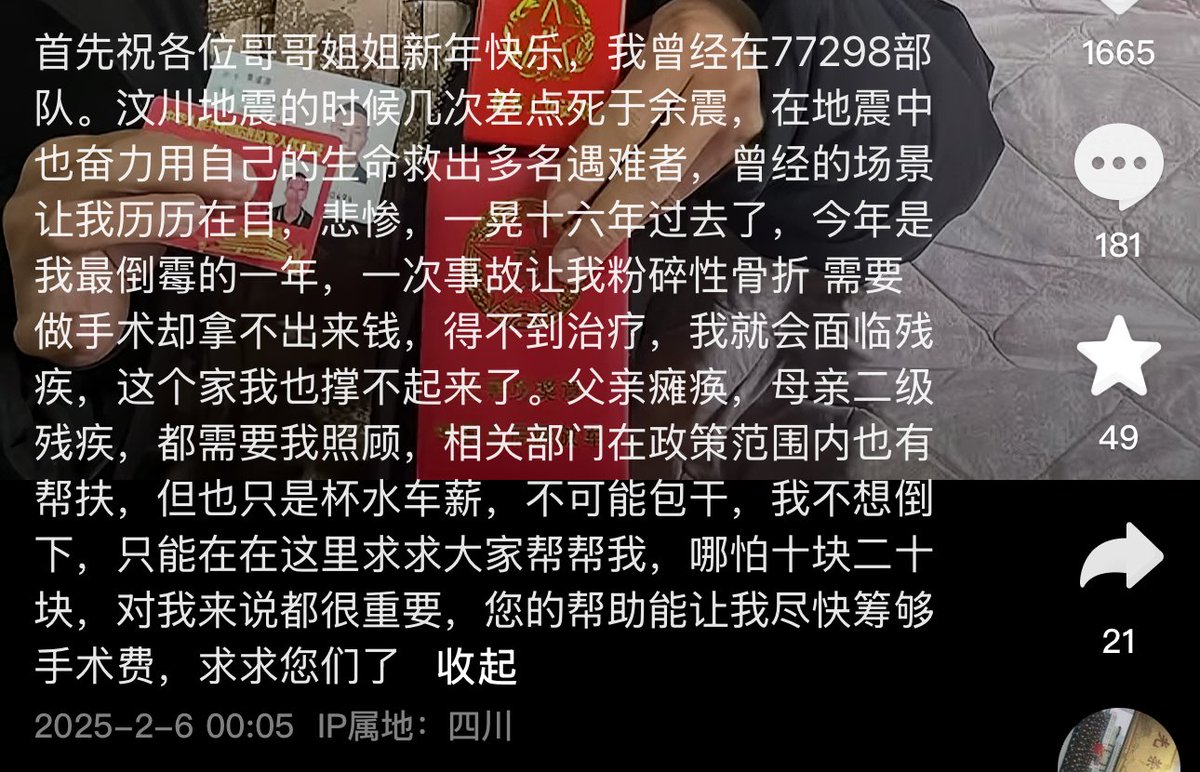 首先祝各位哥哥姐姐新年快乐，我曾经在77298部
队。汶川地震的时候几次差点死于余震，在地震中
也奋力用自己的生命救出多名遇难者，曾经的场景
让我历历在目，悲惨，一晃十六年过去了，今年是
我最倒霉的一年，一次事故让我粉碎性骨折 需要
做手术却拿不出来钱，得不到治疗，我就会面临残
疾，这个家我也撑不起来了。父亲瘫痪，母亲二级
残疾，都需要我照顾，相关部门在政策范围内也有
帮扶，但也只是杯水车薪，不可能包干，我不想倒
下，只能在在这里求求大家帮帮我，哪怕十块二十
块，对我来说都很重要，您的帮助能让我尽快筹够
手术费，求求您们了 收起
2025-2-6 00:05 IP属地：四川
1665
181
49
21